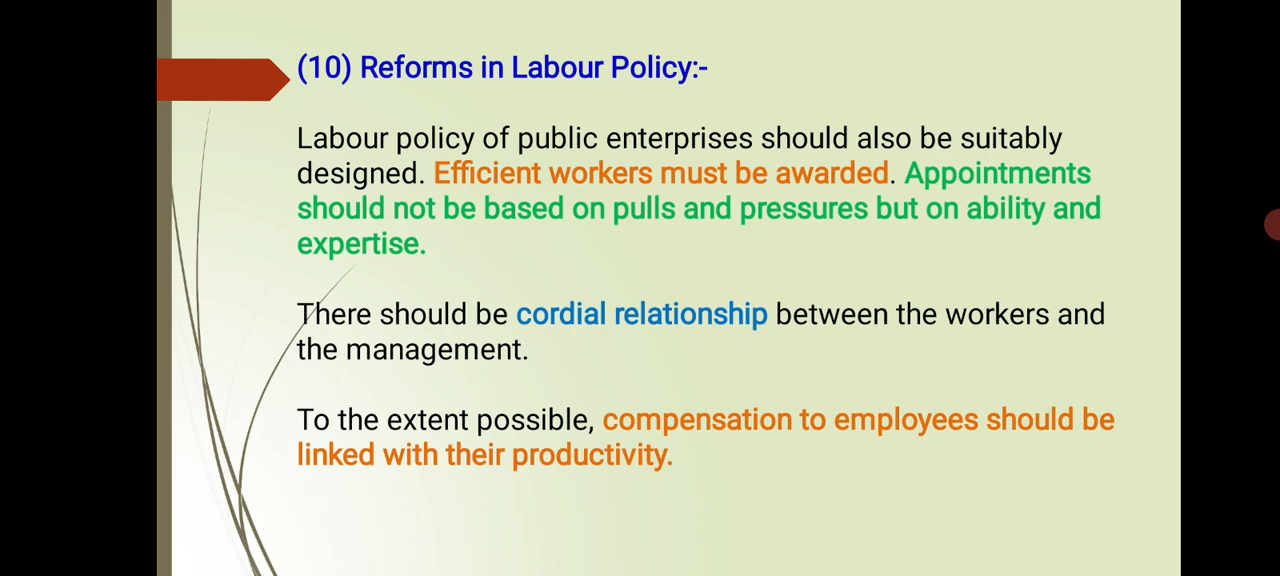 (10) Reforms in Labour Policy:-
Labour policy of public enterprises should also be suitably
designed. Efficient workers must be awarded. Appointments
should not be based on pulls and pressures but on ability and
expertise.
There should be cordial relationship between the workers and
the management.
To the extent possible, compensation to employees should be
linked with their productivity.